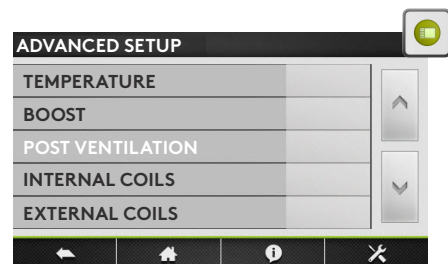 ADVANCED SETUP
TEMPERATURE
BOOST
POST VENTILATION
INTERNAL COILS
EXTERNAL COILS